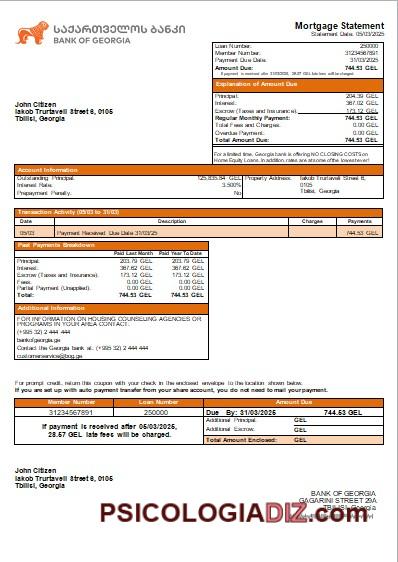 საქართველოს ბანკი
BANK OF GEORGIA
Mortgage Statement
Statement Date: 05/03/2025
Loan Number: 250000
Member Number: 31234567891
Payment Due Date: 31/03/2025
Amount Due: 744.53 GEL
If payment is received after 31/03/2025, 28.57 GEL late fees will be charged.
John Citizen
Iakob Trurtaveli Street 6, 0105
Tbilisi, Georgia
Explanation of Amount Due
Principal: 204.39 GEL
Interest: 367.02 GEL
Escrow (Taxes and Insurance): 173.12 GEL
Regular Monthly Payment: 744.53 GEL
Total Fees and Charges: 0.00 GEL
Overdue Payment: 0.00 GEL
Total Amount Due: 744.53 GEL
For a limited time, Georgia bank is offering NO CLOSING COSTS on
Home Equity Loans. In addition, rates are at some of the lowest ever!
Account Information
Outstanding Principal: 125,835.84 GEL
Interest Rate: 3.500%
Prepayment Penalty: No
Property Address: Iakob Trurtaveli Street 6,
0105
Tbilisi, Georgia
Transaction Activity (05/03 to 31/03)
Date Description Charges Payments
05/03 Payment Received Due Date 31/03/25 744.53 GEL
Past Payments Breakdown
Paid Last Month Paid Year To Date
Principal: 203.79 GEL 203.79 GEL
Interest: 367.62 GEL 367.62 GEL
Escrow (Taxes and Insurance): 173.12 GEL 173.12 GEL
Fees: 0.00 GEL 0.00 GEL
Partial Payment (Unapplied): 0.00 GEL 0.00 GEL
Total: 744.53 GEL 744.53 GEL
Additional Information
FOR INFORMATION ON HOUSING COUNSELING AGENCIES OR
PROGRAMS IN YOUR AREA CONTACT:
(+995 32) 2 444 444
bankofgeorgia.ge
Contact the Georgia bank at: (+995 32) 2 444 444
customerservice@bog.ge
For prompt credit, return this coupon with your check in the enclosed envelope to the location shown below.
If you are set up with auto payment transfer from your share account, you do not need to mail your payment.
Member Number Loan Number Amount Due
31234567891 250000 Due By: 31/03/2025 744.53 GEL
If payment is received after 05/03/2025,
28.57 GEL late fees will be charged.
Additional Principal: GEL
Additional Escrow: GEL
Total Amount Enclosed: GEL
John Citizen
Iakob Trurtaveli Street 6, 0105
Tbilisi, Georgia
BANK OF GEORGIA
GAGARINI STREET 29A
TBILISI, Georgia
PSICOLOGIADIZ.com